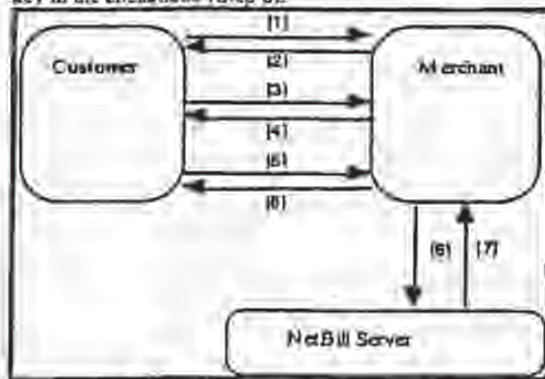 [1]
[2]
Customer
Merchant
[3]
[4]
[5]
[8]
[6] [7]
NetBill Server